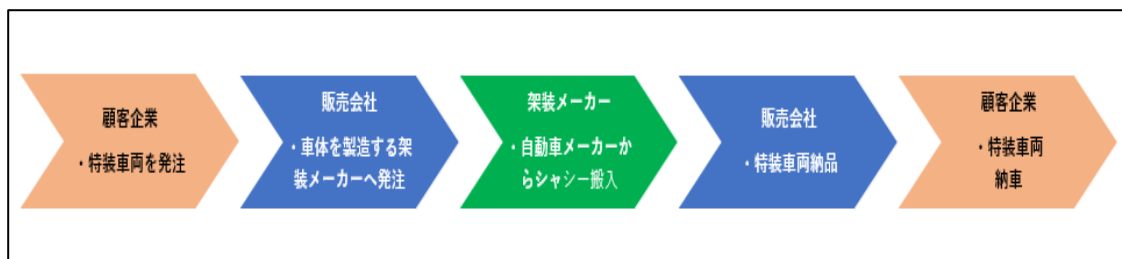 顧客企業
・特装車両を発注
販売会社
・車体を製造する架
装メーカーへ発注
架装メーカー
・自動車メーカーか
らシャシー搬入
販売会社
・特装車両納品
顧客企業
・特装車両
納車